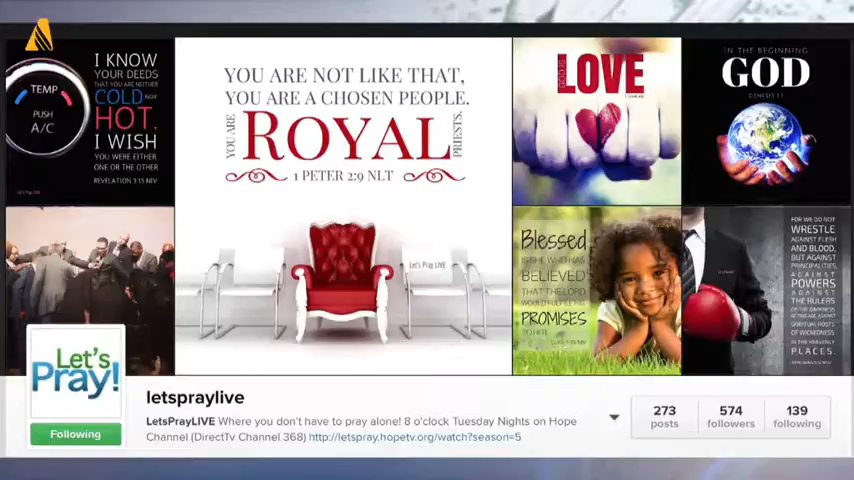 I KNOW
YOUR DEEDS
THAT YOU ARE NEITHER
COLD NOR
HOT.
I WISH
YOU WERE EITHER
ONE OR THE OTHER
REVELATION 3:15 NIV
TEMP
PUSH
A/C
YOU ARE NOT LIKE THAT,
YOU ARE A CHOSEN PEOPLE.
YOU ARE
ROYAL
PRIESTS.
1 PETER 2:9 NLT
Let's Pray LIVE
GOD IS
LOVE
IN THE BEGINNING
GOD
GENESIS 1:1
Blessed
IS SHE WHO HAS
BELIEVED
THAT THE LORD
WOULD FULFILL HIS
PROMISES
TO HER
FOR WE DO NOT
WRESTLE
AGAINST FLESH
AND BLOOD,
BUT AGAINST
PRINCIPALITIES,
AGAINST
POWERS
AGAINST
THE RULERS
OF THE DARKNESS
SPIRITUAL HOSTS
OF WICKEDNESS
IN THE HEAVENLY
PLACES.
Let's
Pray!
Following
letspraylive
LetsPrayLIVE Where you don't have to pray alone! 8 o'clock Tuesday Nights on Hope
Channel (DirectTv Channel 368) http://letspray.hopetv.org/watch?season=5
273 574 139
posts followers following